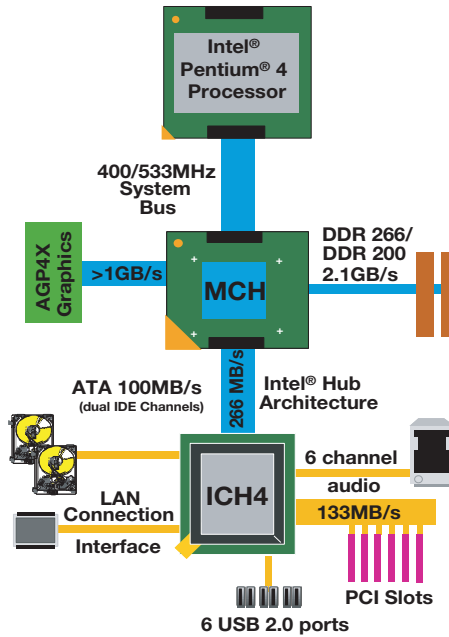 Intel® 
Pentium® 4
Processor
400/533MHz
System
Bus
DDR 266/
DDR 200
2.1GB/s
AGP4X
Graphics
>1GB/s
MCH
266 MB/s
ATA 100MB/s
(dual IDE Channels)
Intel® Hub
Architecture
6 channel
audio
ICH4
LAN
Connection
Interface
133MB/s
PCI Slots
6 USB 2.0 ports